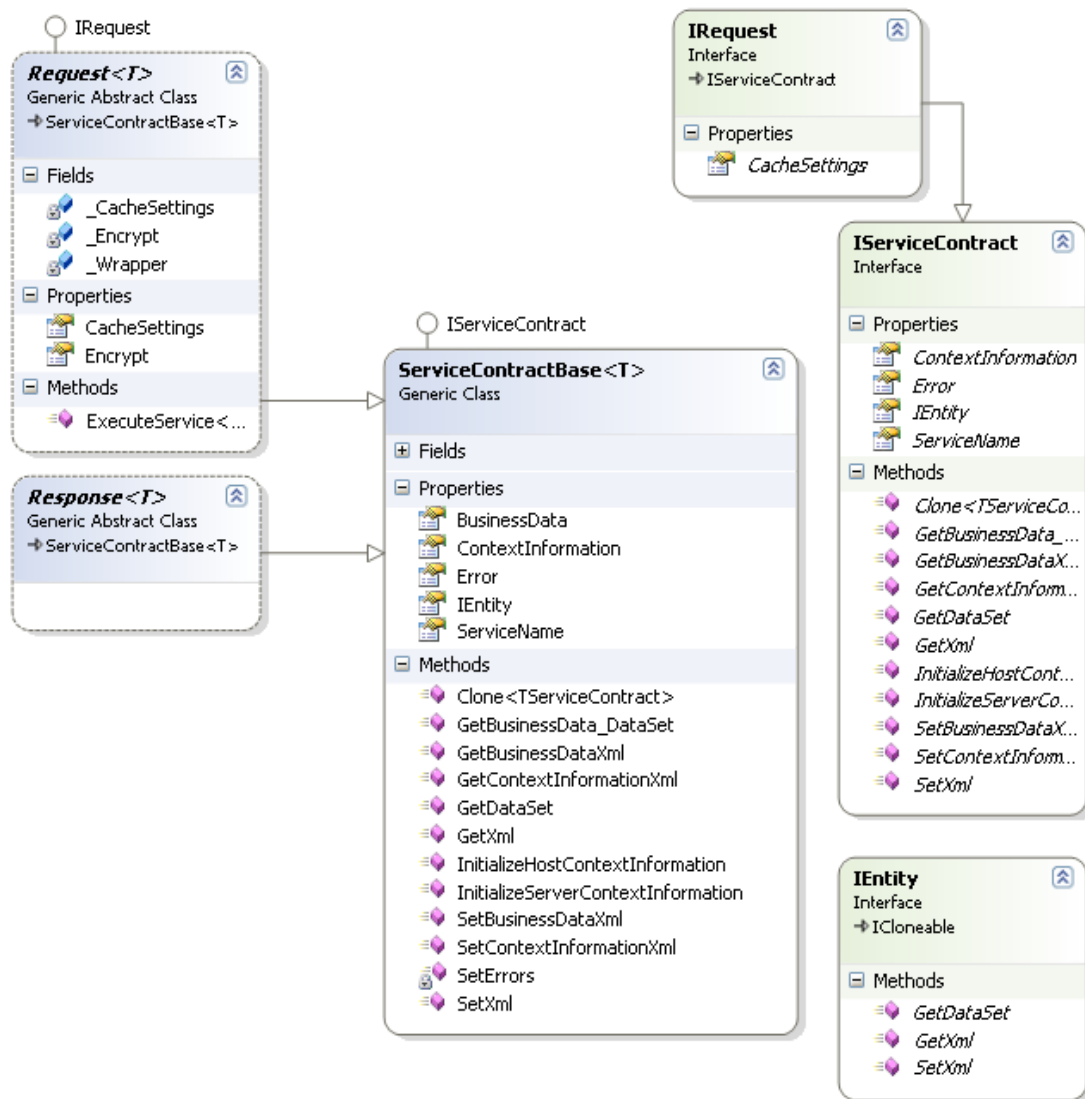 IRequest
Request<T>
Generic Abstract Class
ServiceContractBase<T>
Fields
_CacheSettings
_Encrypt
_Wrapper
Properties
CacheSettings
Encrypt
Methods
ExecuteService<...
Response<T>
Generic Abstract Class
ServiceContractBase<T>
IServiceContract
ServiceContractBase<T>
Generic Class
Fields
Properties
BusinessData
ContextInformation
Error
IEntity
ServiceName
Methods
Clone<TServiceContract>
GetBusinessData_DataSet
GetBusinessDataXml
GetContextInformationXml
GetDataSet
GetXml
InitializeHostContextInformation
InitializeServerContextInformation
SetBusinessDataXml
SetContextInformationXml
SetErrors
SetXml
IRequest
Interface
IServiceContract
Properties
CacheSettings
IServiceContract
Interface
Properties
ContextInformation
Error
IEntity
ServiceName
Methods
Clone<TServiceCo...
GetBusinessData_...
GetBusinessDataX...
GetContextInform...
GetDataSet
GetXml
InitializeHostCont...
InitializeServerCo...
SetBusinessDataX...
SetContextInform...
SetXml
IEntity
Interface
ICloneable
Methods
GetDataSet
GetXml
SetXml